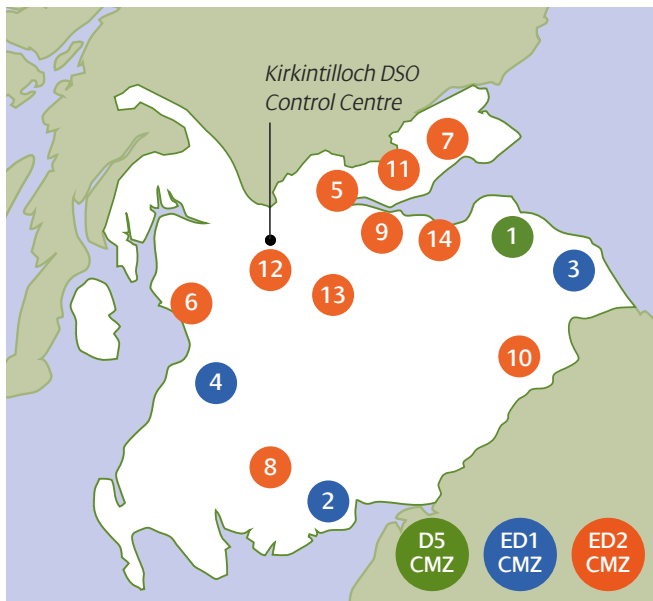 Kirkintilloch DSO
Control Centre
7
11
5
9
14
1
3
12
13
6
10
4
8
2
D5
CMZ
ED1
CMZ
ED2
CMZ